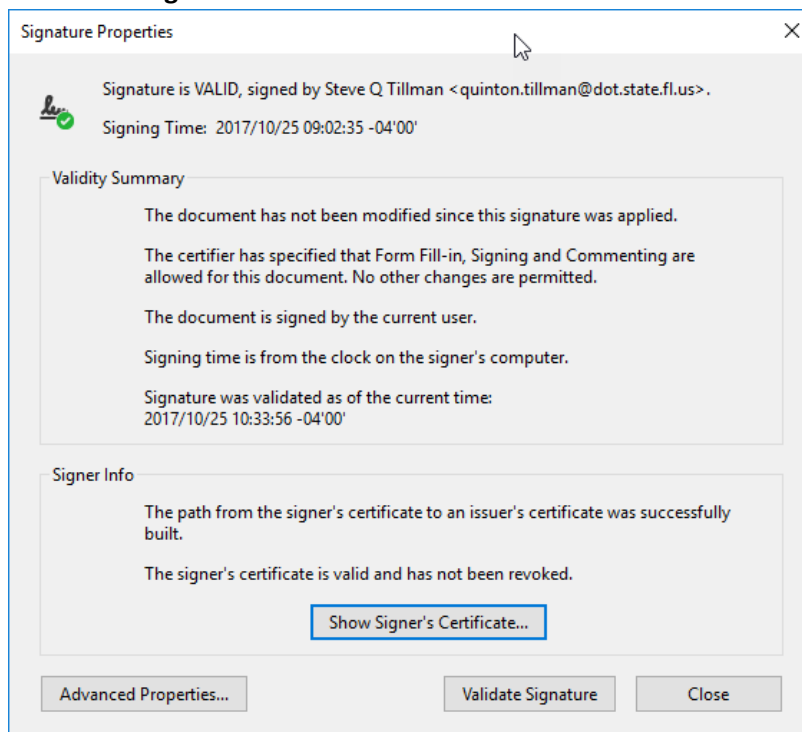 Signature Properties
Signature is VALID, signed by Steve Q Tillman <quinton.tillman@dot.state.fl.us>.
Signing Time: 2017/10/25 09:02:35 -04'00'
Validity Summary
The document has not been modified since this signature was applied.
The certifier has specified that Form Fill-in, Signing and Commenting are
allowed for this document. No other changes are permitted.
The document is signed by the current user.
Signing time is from the clock on the signer's computer.
Signature was validated as of the current time:
2017/10/25 10:33:56 -04'00'
Signer Info
The path from the signer's certificate to an issuer's certificate was successfully
built.
The signer's certificate is valid and has not been revoked.
Show Signer's Certificate...
Advanced Properties...
Validate Signature
Close